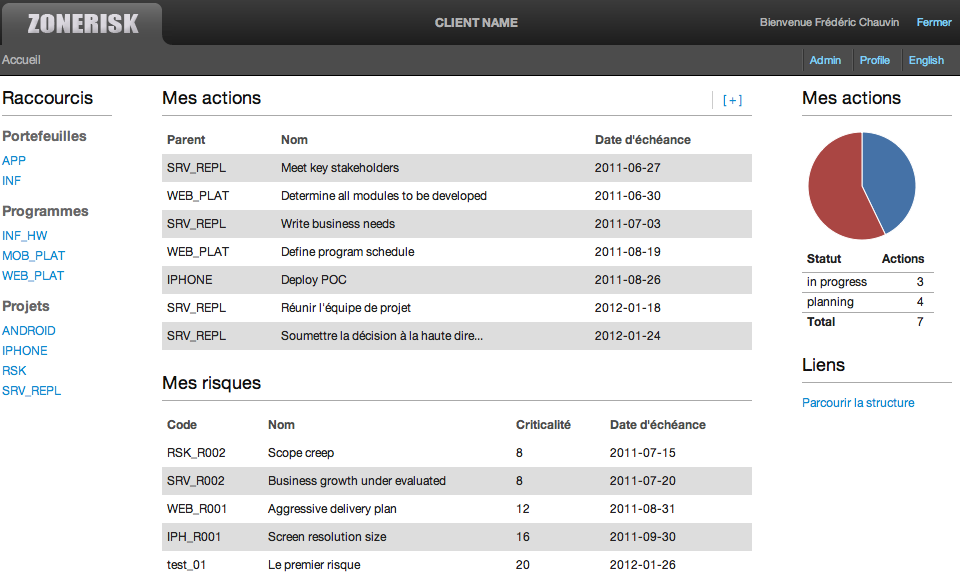 ZONERISK
CLIENT NAME
Bienvenue Frédéric Chauvin Fermer
Accueil
Admin Profile English
Raccourcis
Portefeuilles
APP
INF
Programmes
INF_HW
MOB_PLAT
WEB_PLAT
Projets
ANDROID
IPHONE
RSK
SRV_REPL
Mes actions [+]
Parent Nom Date d'échéance
SRV_REPL Meet key stakeholders 2011-06-27
WEB_PLAT Determine all modules to be developed 2011-06-30
SRV_REPL Write business needs 2011-07-03
WEB_PLAT Define program schedule 2011-08-19
IPHONE Deploy POC 2011-08-26
SRV_REPL Réunir l'équipe de projet 2012-01-18
SRV_REPL Soumettre la décision à la haute dire... 2012-01-24
Mes risques
Code Nom Criticalité Date d'échéance
RSK_R002 Scope creep 8 2011-07-15
SRV_R002 Business growth under evaluated 8 2011-07-20
WEB_R001 Aggressive delivery plan 12 2011-08-31
IPH_R001 Screen resolution size 16 2011-09-30
test_01 Le premier risque 20 2012-01-26
Mes actions
Statut Actions
in progress 3
planning 4
Total 7
Liens
Parcourir la structure